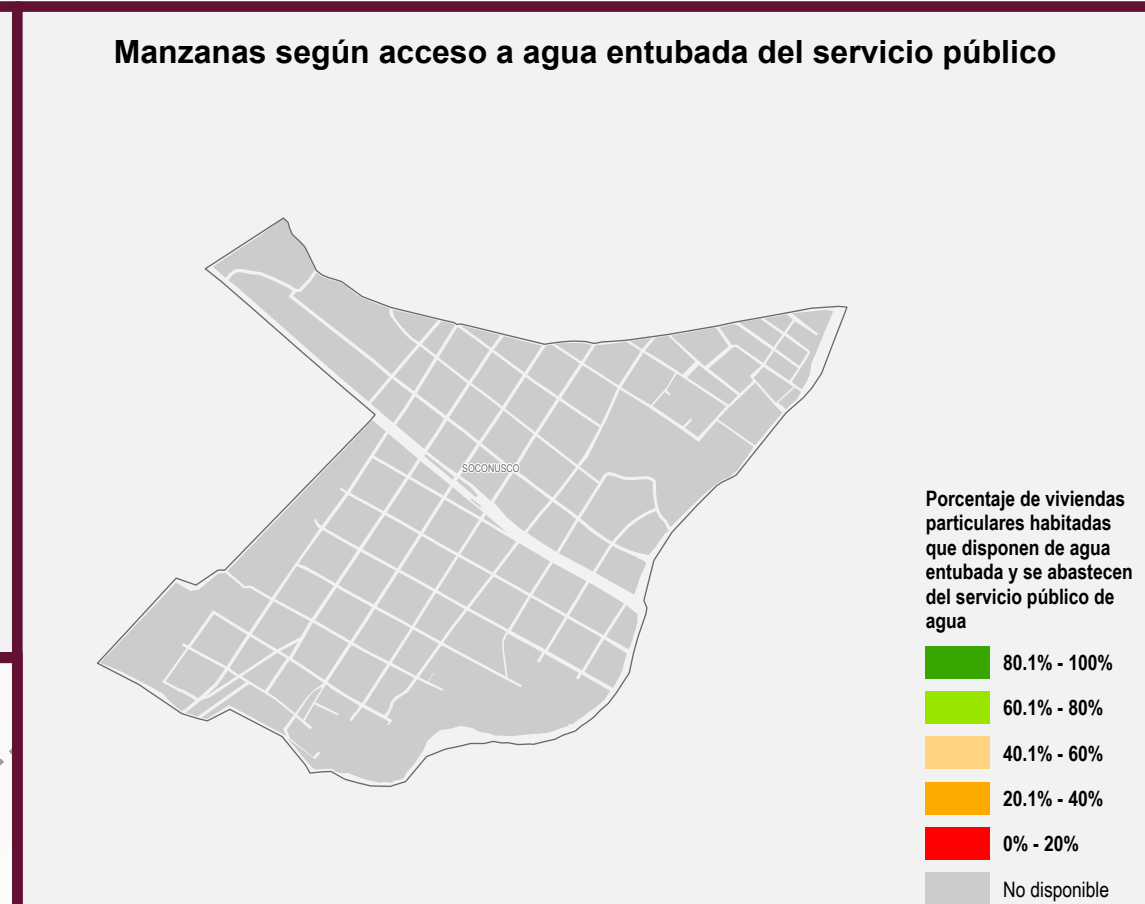 Manzanas según acceso a agua entubada del servicio público
SOCONUSCO
Porcentaje de viviendas
particulares habitadas
que disponen de agua
entubada y se abastecen
del servicio público de
agua
80.1% - 100%
60.1% - 80%
40.1% - 60%
20.1% - 40%
0% - 20%
No disponible